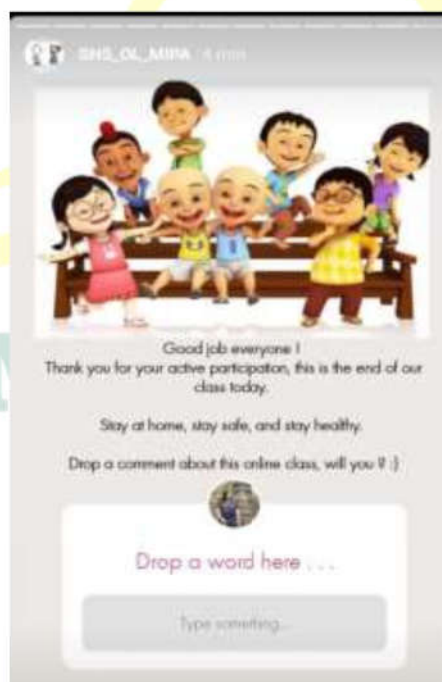 SHS_OL_MIPA 4 min
Good job everyone !
Thank you for your active participation, this is the end of our
class today.
Stay at home, stay safe, and stay healthy.
Drop a comment about this online class, will you ? :)
Drop a word here . . .
Type something...